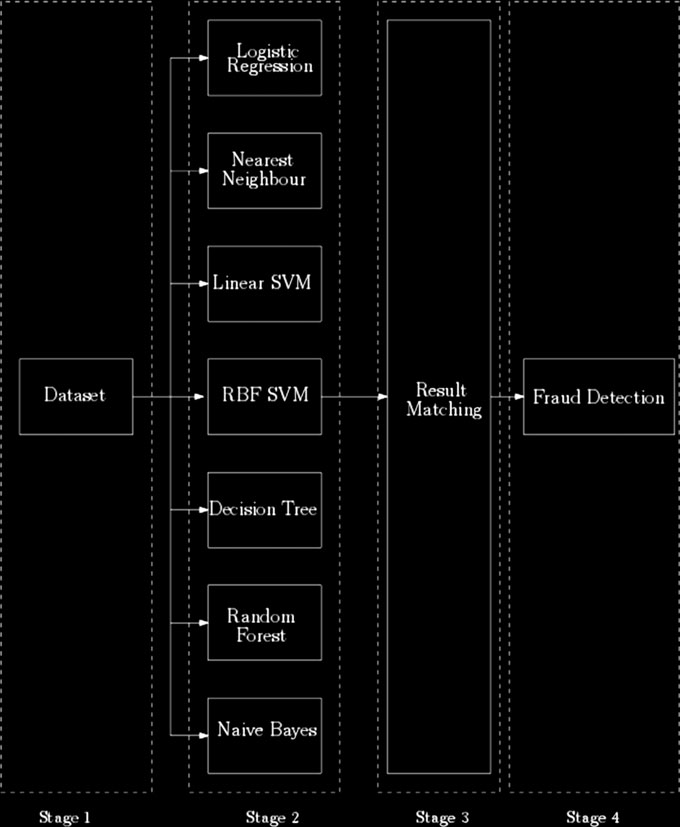 Logistic
Regression
Nearest
Neighbour
Linear SVM
Dataset
RBF SVM
Result
Matching
Fraud Detection
Decision Tree
Random
Forest
Naive Bayes
Stage 1
Stage 2
Stage 3
Stage 4